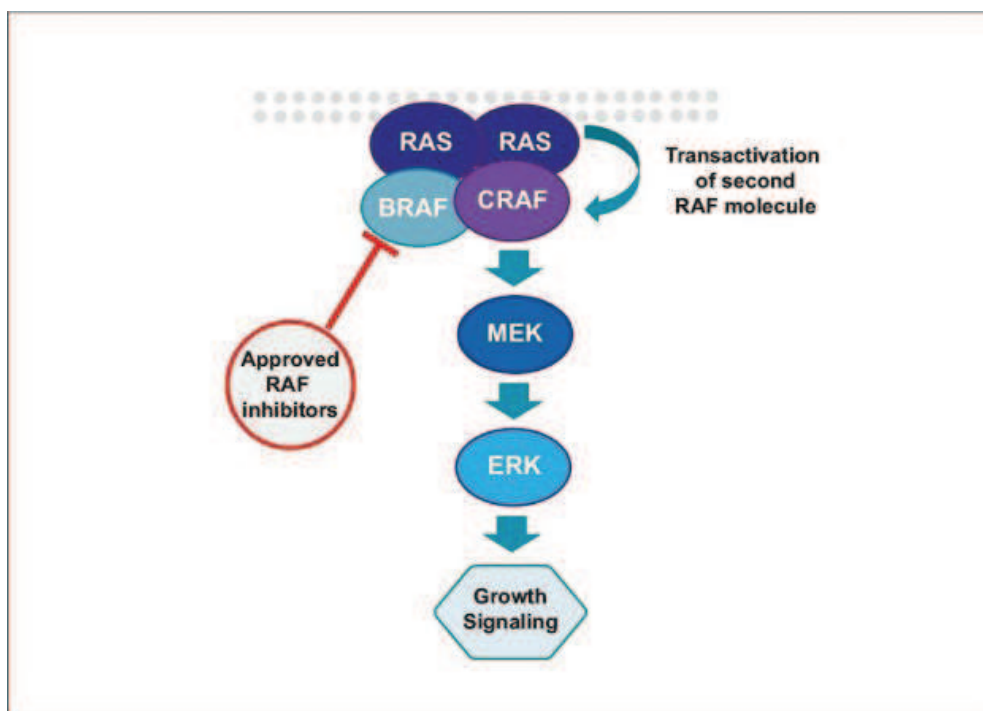 RAS RAS
BRAF CRAF
Transactivation
of second
RAF molecule
MEK
Approved
RAF
inhibitors
ERK
Growth
Signaling